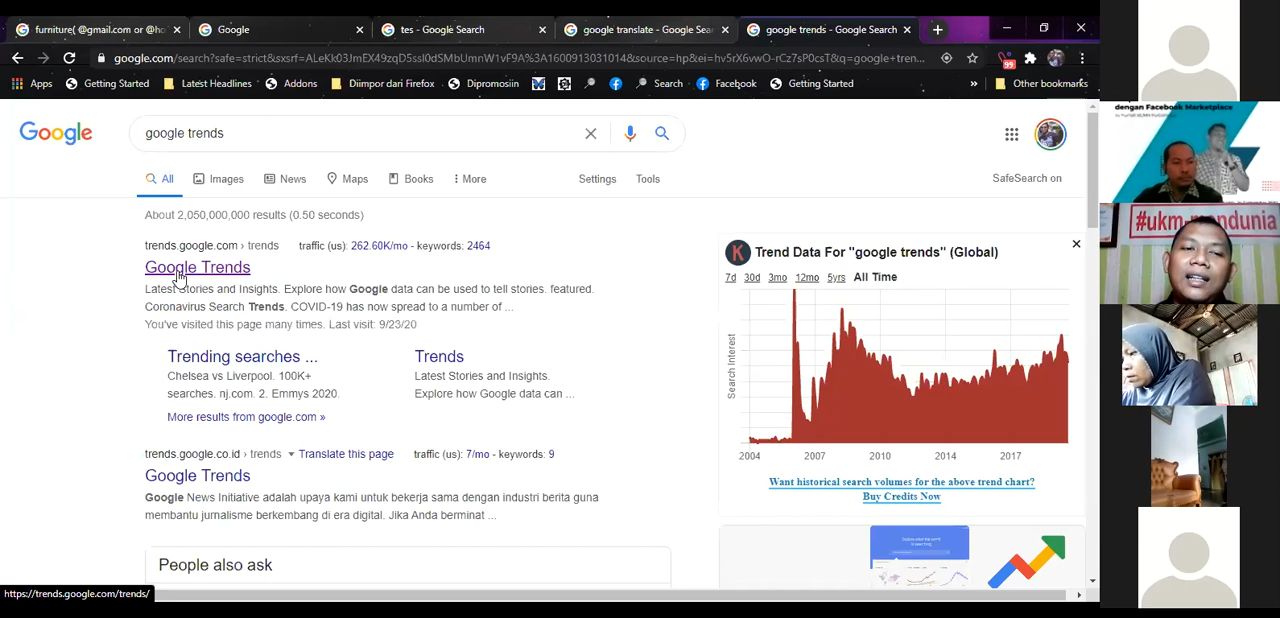 furniture( @gmail.com or @ho
Google
tes - Google Search
google translate - Google Sea
google trends - Google Search
google.com/search?safe=strict&sxsrf=ALeKk03JmEX49zqD5ssl0dSMbUmnW1vF9A%3A1600913031014&source=hp&ei=hv5rX6vwO-rCz7sP0csT&q=google+tren...
99
Apps
Getting Started
Latest Headlines
Adskns
Diimpor dari Firefox
Dipromosiin
Search
Facebook
Getting Started
»
Other bookmarks
Google
google trends
All
Images
News
Maps
Books
More
Settings
Tools
SafeSearch on
About 2,050,000,000 results (0.50 seconds)
trends.google.com › trends traffic (us): 262.60K/mo - keywords: 2464
Google Trends
Latest Stories and Insights. Explore how Google data can be used to tell stories. featured.
Coronavirus Search Trends. COVID-19 has now spread to a number of ...
You've visited this page many times. Last visit: 9/23/20
Trending searches ...
Chelsea vs Liverpool. 100K+
searches. nj.com. 2. Emmys 2020.
Trends
Latest Stories and Insights.
Explore how Google data can ...
More results from google.com »
trends.google.co.id › trends ▾ Translate this page traffic (us): 7/mo - keywords: 9
Google Trends
Google News Initiative adalah upaya kami untuk bekerja sama dengan industri berita guna
membantu jurnalisme berkembang di era digital. Jika Anda berminat ...
People also ask
https://trends.google.com/trends/
K
Trend Data For "google trends" (Global)
7d 30d 3mo 12mo 5yrs All Time
Search Interest
2004 2007 2010 2014 2017
Want historical search volumes for the above trend chart?
Buy Credits Now
dengan Facebook Marketplace
#ukm-mendunia